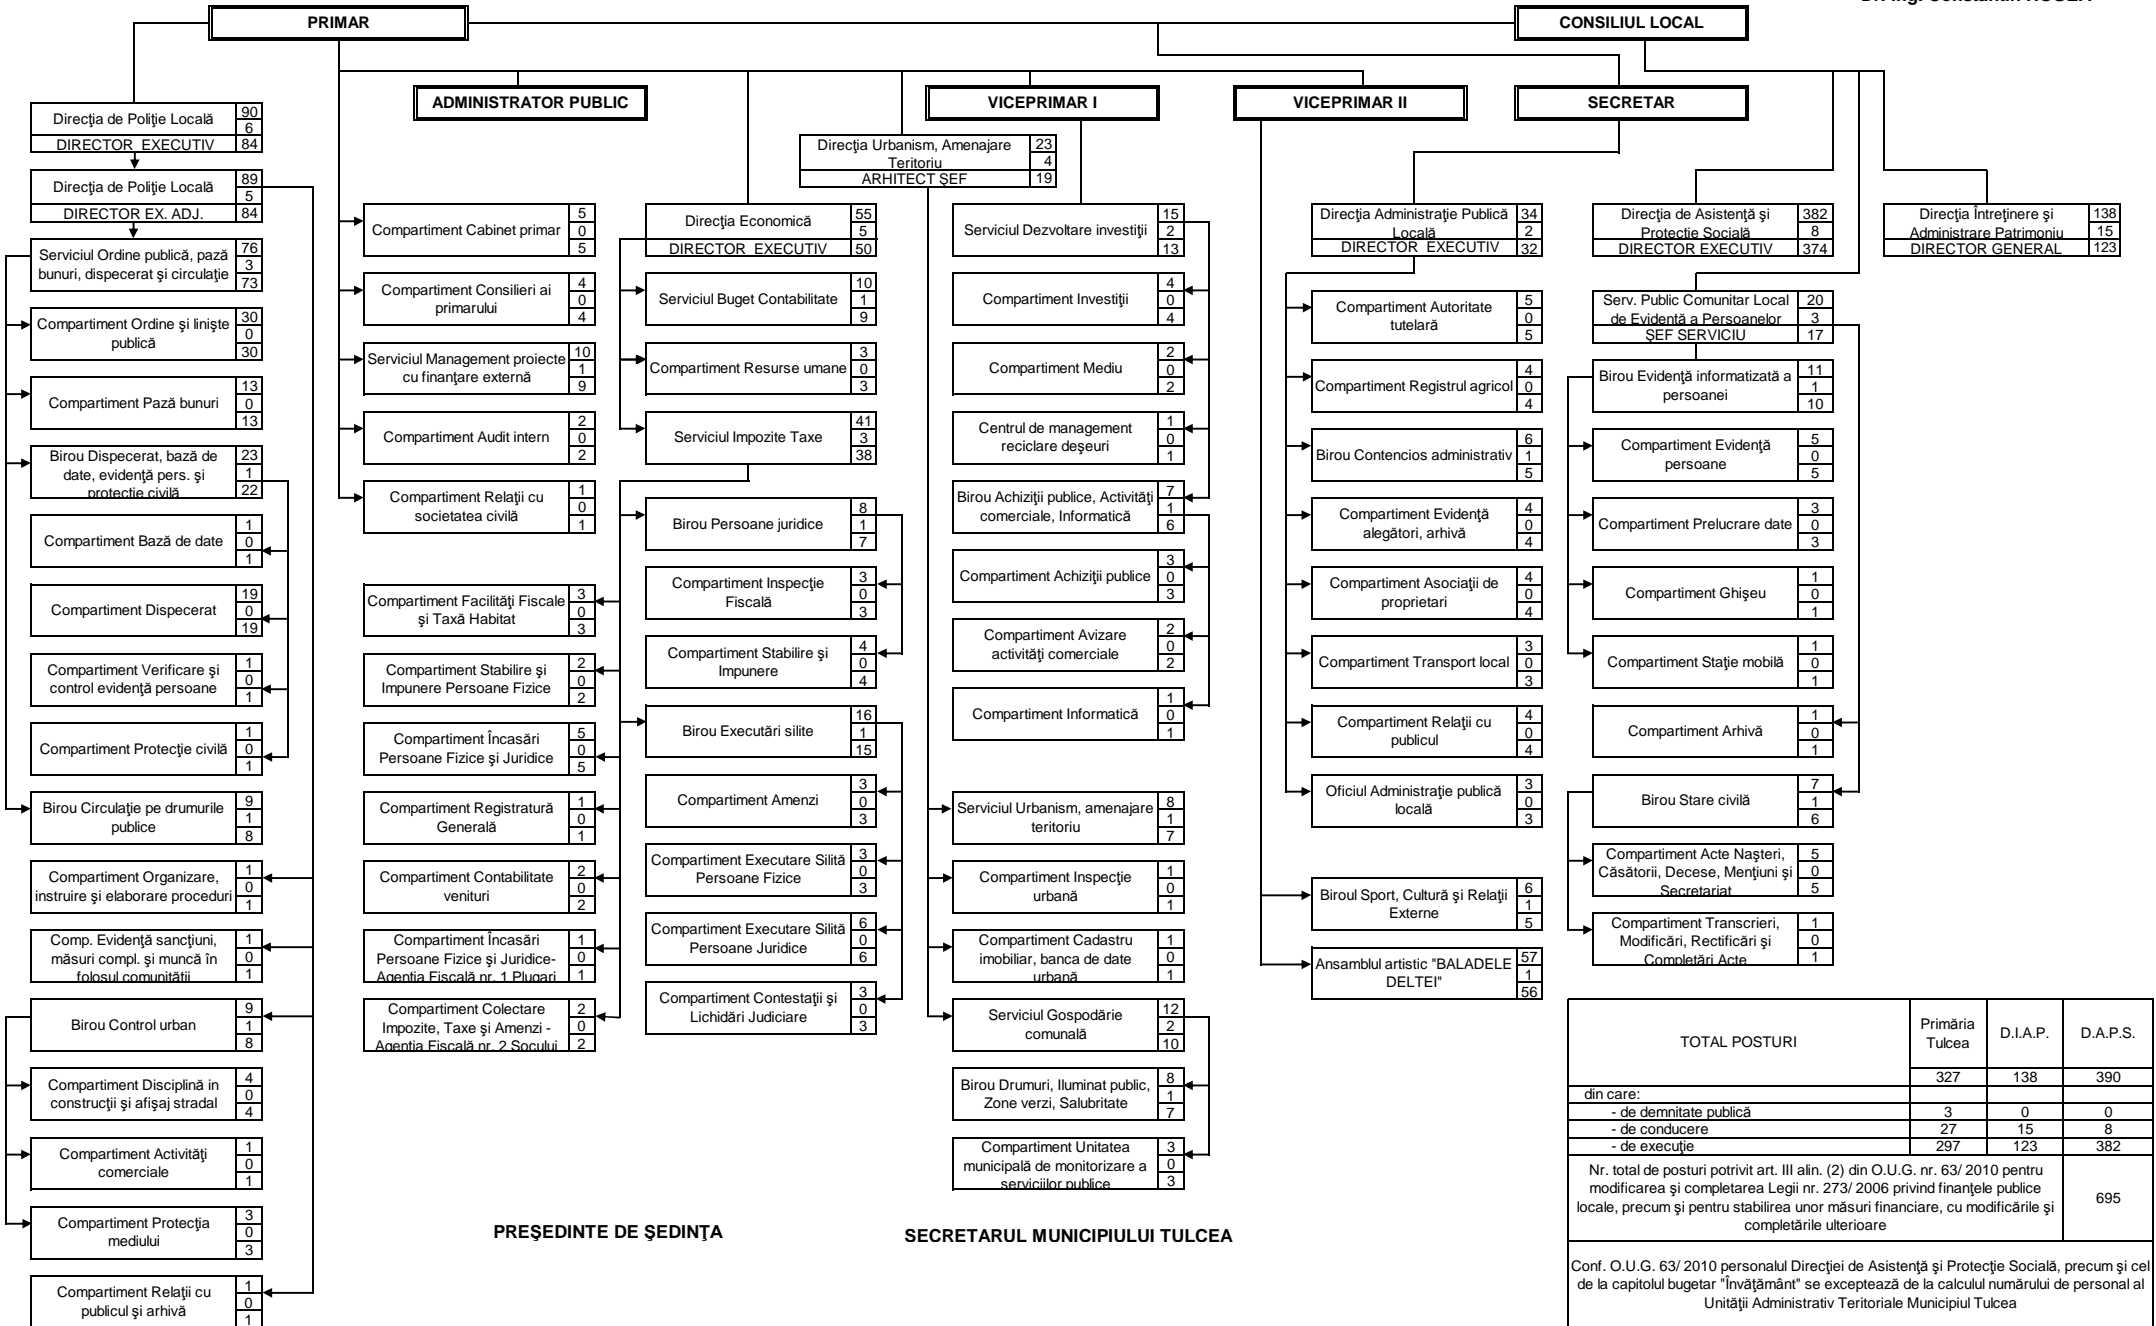 PRIMAR
CONSILIUL LOCAL
ADMINISTRATOR PUBLIC
VICEPRIMAR I
VICEPRIMAR II
SECRETAR
Direcţia de Poliţie Locală
90
6
DIRECTOR EXECUTIV
84
Direcţia de Poliţie Locală
89
5
DIRECTOR EX. ADJ.
84
Serviciul Ordine publică, pază
bunuri, dispecerat şi circulaţie
76
3
73
Compartiment Ordine şi linişte
publică
30
0
30
Compartiment Pază bunuri
13
0
13
Birou Dispecerat, bază de
date, evidenţă pers. şi
protecţie civilă
23
1
22
Compartiment Bază de date
1
0
1
Compartiment Dispecerat
19
0
19
Compartiment Verificare şi
control evidenţă persoane
1
0
1
Compartiment Protecţie civilă
1
0
1
Birou Circulaţie pe drumurile
publice
9
1
8
Compartiment Organizare,
instruire şi elaborare proceduri
1
0
1
Comp. Evidenţă sancţiuni,
măsuri compl. şi muncă în
folosul comunităţii
1
0
1
Birou Control urban
9
1
8
Compartiment Disciplină in
construcţii şi afişaj stradal
4
0
4
Compartiment Activităţi
comerciale
1
0
1
Compartiment Protecţia
mediului
3
0
3
Compartiment Relaţii cu
publicul şi arhivă
1
0
1
Compartiment Cabinet primar
5
0
5
Compartiment Consilieri ai
primarului
4
0
4
Serviciul Management proiecte
cu finanţare externă
10
1
9
Compartiment Audit intern
2
0
2
Compartiment Relaţii cu
societatea civilă
1
0
1
Compartiment Facilităţi Fiscale
şi Taxă Habitat
3
0
3
Compartiment Stabilire şi
Impunere Persoane Fizice
2
0
2
Compartiment Încasări
Persoane Fizice şi Juridice
5
0
5
Compartiment Registratură
Generală
1
0
1
Compartiment Contabilitate
venituri
2
0
2
Compartiment Încasări
Persoane Fizice şi Juridice-
Agenţia Fiscală nr. 1 Plugari
1
0
1
Compartiment Colectare
Impozite, Taxe şi Amenzi -
Agenţia Fiscală nr. 2 Socului
2
0
2
Direcţia Economică
55
5
DIRECTOR EXECUTIV
50
Serviciul Buget Contabilitate
10
1
9
Compartiment Resurse umane
3
0
3
Serviciul Impozite Taxe
41
3
38
Birou Persoane juridice
8
1
7
Compartiment Inspecţie
Fiscală
3
0
3
Compartiment Stabilire şi
Impunere
4
0
4
Birou Executări silite
16
1
15
Compartiment Amenzi
3
0
3
Compartiment Executare Silită
Persoane Fizice
3
0
3
Compartiment Executare Silită
Persoane Juridice
6
0
6
Compartiment Contestaţii şi
Lichidări Judiciare
3
0
3
Direcţia Urbanism, Amenajare
Teritoriu
23
4
ARHITECT ŞEF
19
Serviciul Dezvoltare investiţii
15
2
13
Compartiment Investiţii
4
0
4
Compartiment Mediu
2
0
2
Centrul de management
reciclare deşeuri
1
0
1
Birou Achiziţii publice, Activităţi
comerciale, Informatică
7
1
6
Compartiment Achiziţii publice
3
0
3
Compartiment Avizare
activităţi comerciale
2
0
2
Compartiment Informatică
1
0
1
Serviciul Urbanism, amenajare
teritoriu
8
1
7
Compartiment Inspecţie
urbană
1
0
1
Compartiment Cadastru
imobiliar, banca de date
urbană
1
0
1
Serviciul Gospodărie
comunală
12
2
10
Birou Drumuri, Iluminat public,
Zone verzi, Salubritate
8
1
7
Compartiment Unitatea
municipală de monitorizare a
serviciilor publice
3
0
3
Direcţia Administraţie Publică
Locală
34
2
DIRECTOR EXECUTIV
32
Compartiment Autoritate
tutelară
5
0
5
Compartiment Registrul agricol
4
0
4
Birou Contencios administrativ
6
1
5
Compartiment Evidenţă
alegători, arhivă
4
0
4
Compartiment Asociaţii de
proprietari
4
0
4
Compartiment Transport local
3
0
3
Compartiment Relaţii cu
publicul
4
0
4
Oficiul Administraţie publică
locală
3
0
3
Biroul Sport, Cultură şi Relaţii
Externe
6
1
5
Ansamblul artistic "BALADELE
DELTEI"
57
1
56
Direcţia de Asistenţă şi
Protecţie Socială
382
8
DIRECTOR EXECUTIV
374
Direcţia Întreţinere şi
Administrare Patrimoniu
138
15
DIRECTOR GENERAL
123
Serv. Public Comunitar Local
de Evidenţă a Persoanelor
20
3
ŞEF SERVICIU
17
Birou Evidenţă informatizată a
persoanei
11
1
10
Compartiment Evidenţă
persoane
5
0
5
Compartiment Prelucrare date
3
0
3
Compartiment Ghişeu
1
0
1
Compartiment Staţie mobilă
1
0
1
Compartiment Arhivă
1
0
1
Birou Stare civilă
7
1
6
Compartiment Acte Naşteri,
Căsătorii, Decese, Menţiuni şi
Secretariat
5
0
5
Compartiment Transcrieri,
Modificări, Rectificări şi
Completări Acte
1
0
1
TOTAL POSTURI
Primăria
Tulcea
D.I.A.P.
D.A.P.S.
327 138 390
din care:
- de demnitate publică 3 0 0
- de conducere 27 15 8
- de execuţie 297 123 382
Nr. total de posturi potrivit art. III alin. (2) din O.U.G. nr. 63/ 2010 pentru
modificarea şi completarea Legii nr. 273/ 2006 privind finanţele publice
locale, precum şi pentru stabilirea unor măsuri financiare, cu modificările şi
completările ulterioare
695
Conf. O.U.G. 63/ 2010 personalul Direcţiei de Asistenţă şi Protecţie Socială, precum şi cel
de la capitolul bugetar "Învăţământ" se exceptează de la calculul numărului de personal al
Unităţii Administrativ Teritoriale Municipiul Tulcea
PREŞEDINTE DE ŞEDINŢA
SECRETARUL MUNICIPIULUI TULCEA